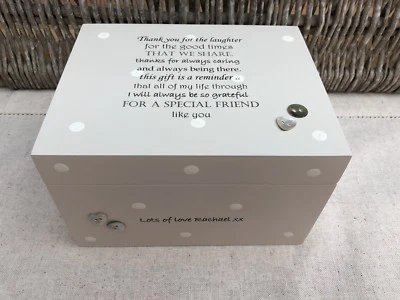 Thank you for the laughter
for the good times
THAT WE SHARE.
thanks for always caring
and always being there.
this gift is a reminder ..
that all of my life through
I will always be so grateful
FOR A SPECIAL FRIEND
like you.
Lots of love Rachael xx